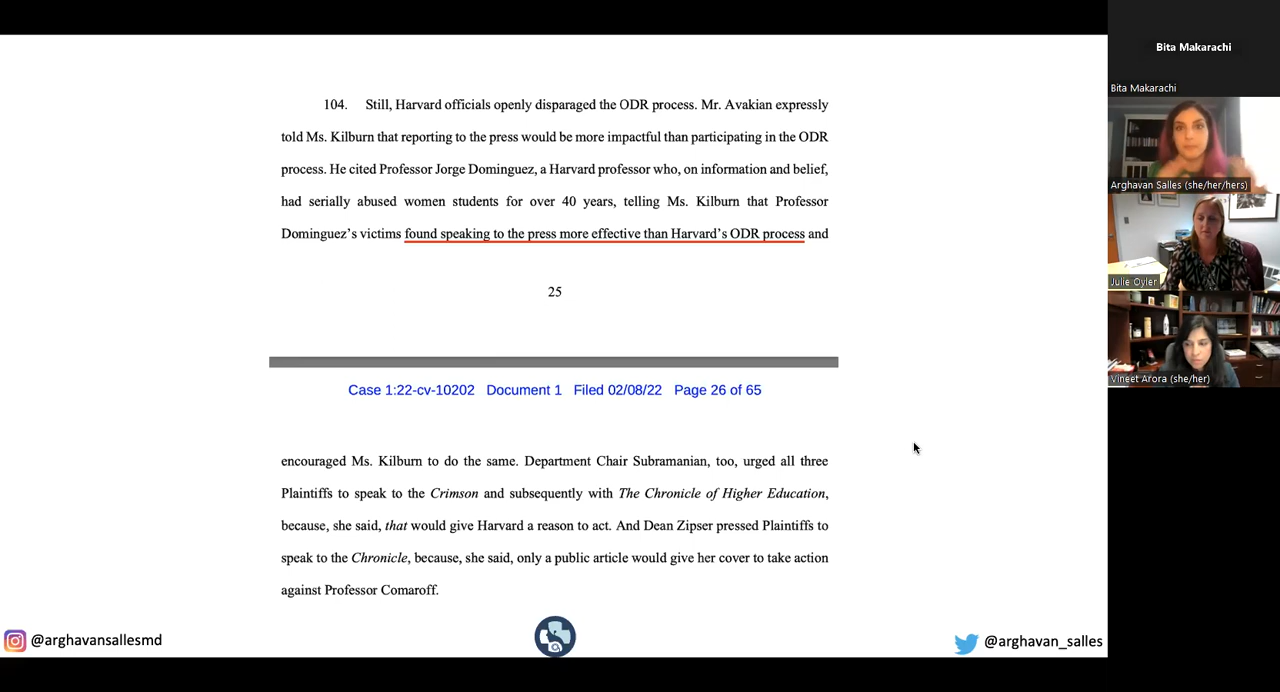 104. Still, Harvard officials openly disparaged the ODR process. Mr. Avakian expressly
told Ms. Kilburn that reporting to the press would be more impactful than participating in the ODR
process. He cited Professor Jorge Dominguez, a Harvard professor who, on information and belief,
had serially abused women students for over 40 years, telling Ms. Kilburn that Professor
Dominguez’s victims found speaking to the press more effective than Harvard’s ODR process and
25
Case 1:22-cv-10202 Document 1 Filed 02/08/22 Page 26 of 65
encouraged Ms. Kilburn to do the same. Department Chair Subramanian, too, urged all three
Plaintiffs to speak to the Crimson and subsequently with The Chronicle of Higher Education,
because, she said, that would give Harvard a reason to act. And Dean Zipser pressed Plaintiffs to
speak to the Chronicle, because, she said, only a public article would give her cover to take action
against Professor Comaroff.
@arghavansallesmd
@arghavan_salles
Bita Makarachi
Bita Makarachi
Arghavan Salles (she/her/hers)
Julie Oyler
Vineet Arora (she/her)